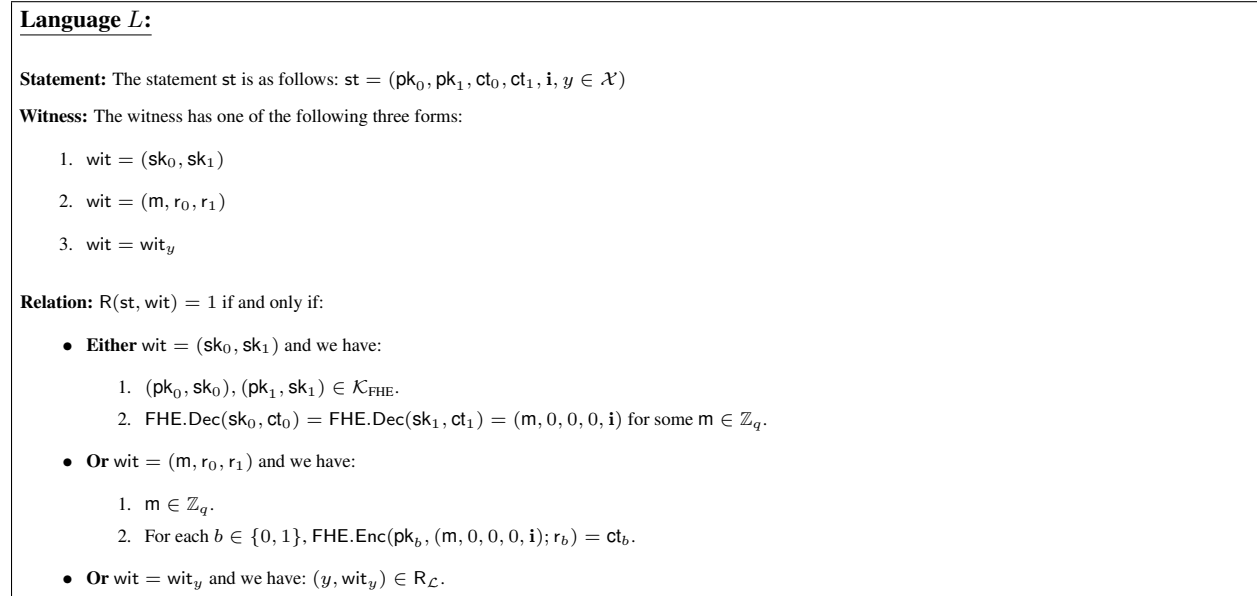 Language L:
Statement: The statement st is as follows: st = (pk₀, pk₁, ct₀, ct₁, i, y ∈ 𝒳)
Witness: The witness has one of the following three forms:
1. wit = (sk₀, sk₁)
2. wit = (m, r₀, r₁)
3. wit = wit_y
Relation: R(st, wit) = 1 if and only if:
• Either wit = (sk₀, sk₁) and we have:
1. (pk₀, sk₀), (pk₁, sk₁) ∈ 𝒦_FHE.
2. FHE.Dec(sk₀, ct₀) = FHE.Dec(sk₁, ct₁) = (m, 0, 0, 0, i) for some m ∈ ℤ_q.
• Or wit = (m, r₀, r₁) and we have:
1. m ∈ ℤ_q.
2. For each b ∈ {0, 1}, FHE.Enc(pk_b, (m, 0, 0, 0, i); r_b) = ct_b.
• Or wit = wit_y and we have: (y, wit_y) ∈ R_ℒ.